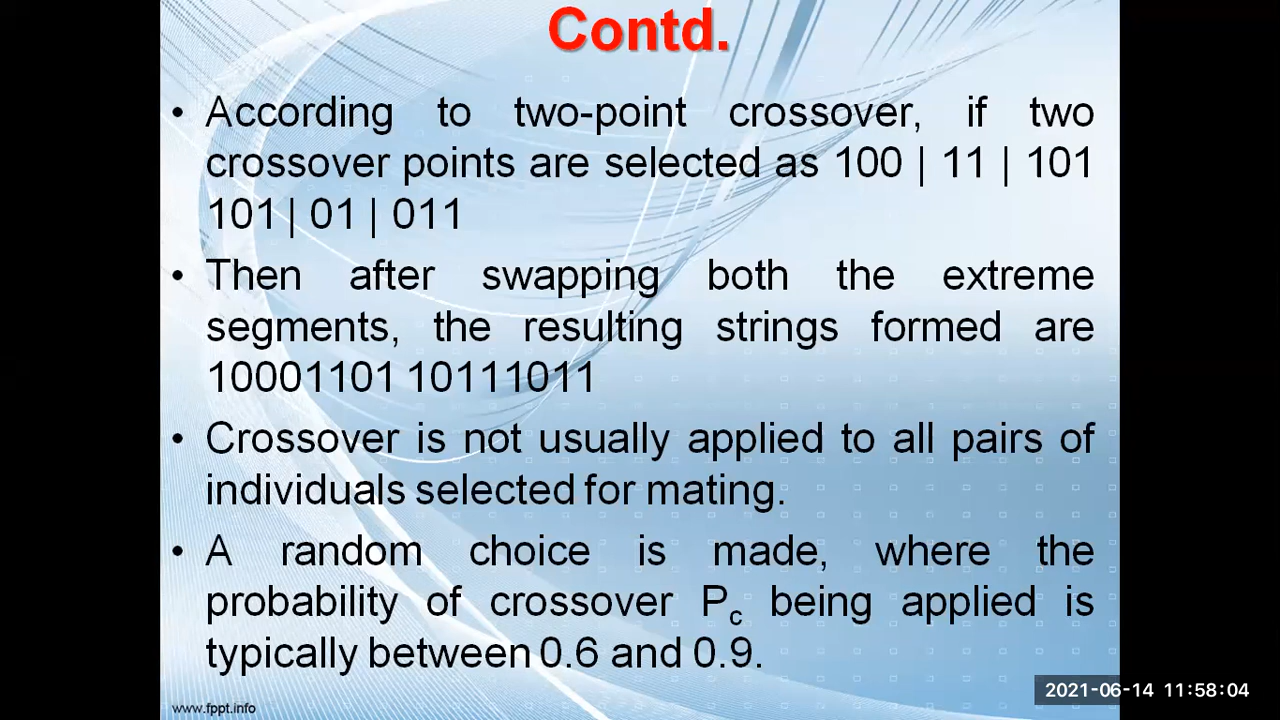 Contd.
• According to two-point crossover, if two
crossover points are selected as 100 | 11 | 101
101 | 01 | 011
• Then after swapping both the extreme
segments, the resulting strings formed are
10001101 10111011
• Crossover is not usually applied to all pairs of
individuals selected for mating.
• A random choice is made, where the
probability of crossover Pc being applied is
typically between 0.6 and 0.9.
2021-06-14 11:58:04
www.fppt.info